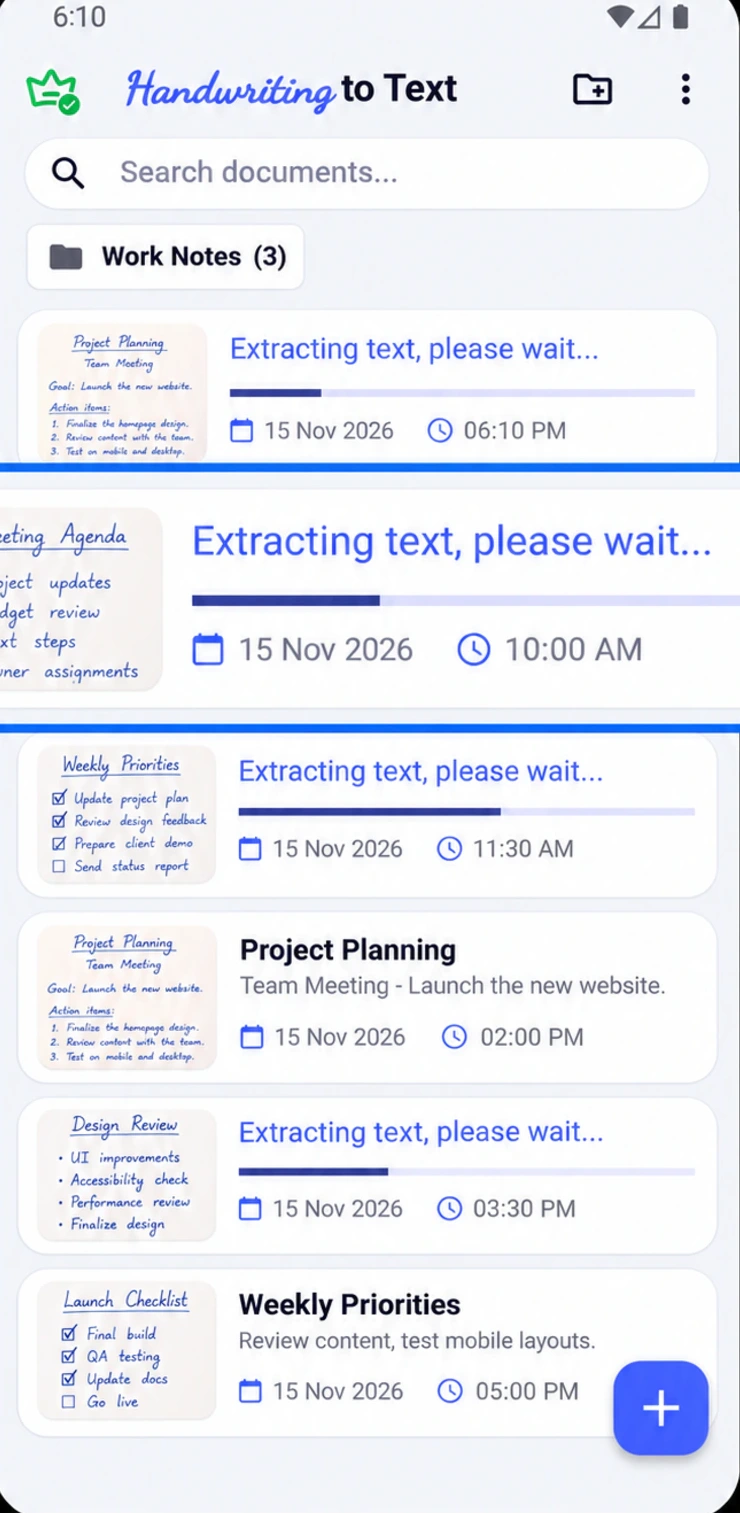 6:10
Handwriting to Text
Search documents...
Work Notes (3)
Project Planning
Team Meeting
Goal: Launch the new website.
Action items:
1. Finalize the homepage design.
2. Review content with the team.
3. Test on mobile and desktop.
Extracting text, please wait...
15 Nov 2026 06:10 PM
eting Agenda
ject updates
dget review
xt steps
ner assignments
Extracting text, please wait...
15 Nov 2026 10:00 AM
Weekly Priorities
Update project plan
Review design feedback
Prepare client demo
Send status report
Extracting text, please wait...
15 Nov 2026 11:30 AM
Project Planning
Team Meeting
Goal: Launch the new website.
Action items:
1. Finalize the homepage design.
2. Review content with the team.
3. Test on mobile and desktop.
Project Planning
Team Meeting - Launch the new website.
15 Nov 2026 02:00 PM
Design Review
• UI improvements
• Accessibility check
• Performance review
• Finalize design
Extracting text, please wait...
15 Nov 2026 03:30 PM
Launch Checklist
Final build
QA testing
Update docs
Go live
Weekly Priorities
Review content, test mobile layouts.
15 Nov 2026 05:00 PM